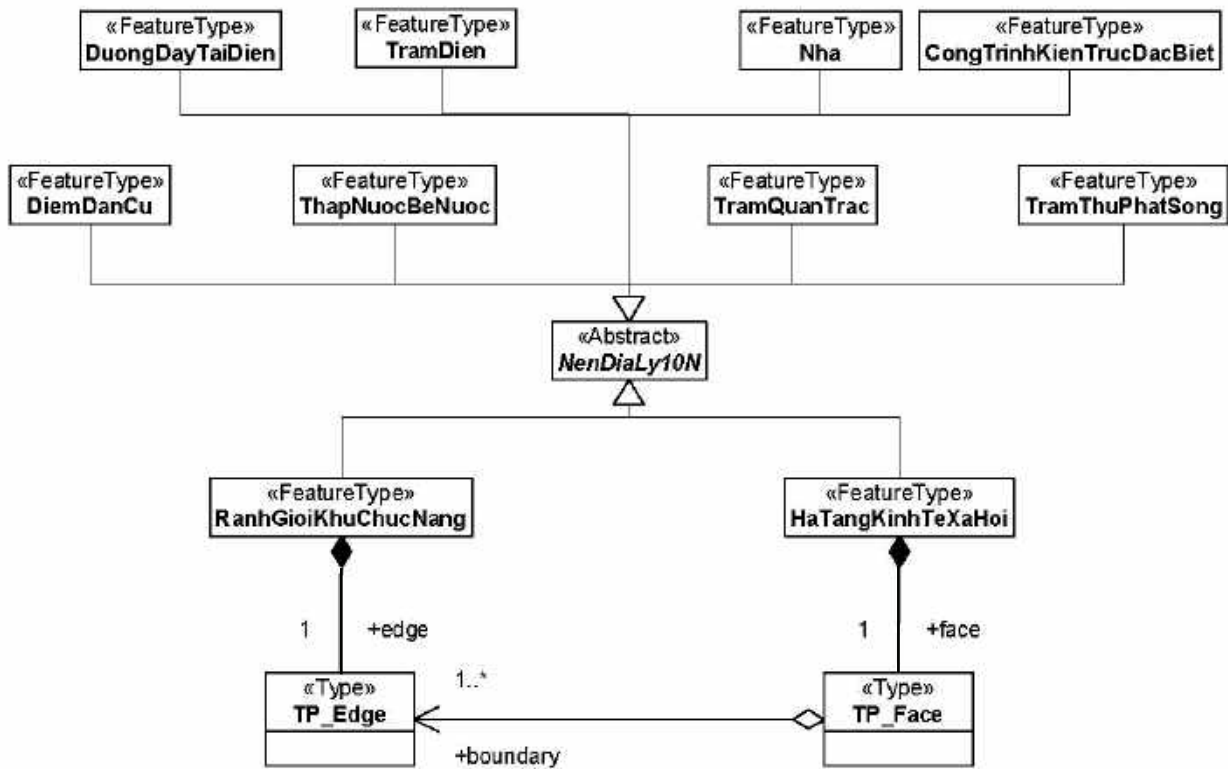 «FeatureType»
DuongDayTaiDien
«FeatureType»
TramDien
«FeatureType»
Nha
«FeatureType»
CongTrinhKienTrucDacBiet
«FeatureType»
DiemDanCu
«FeatureType»
ThapNuocBeNuoc
«FeatureType»
TramQuanTrac
«FeatureType»
TramThuPhatSong
«Abstract»
NenDiaLy10N
«FeatureType»
RanhGioiKhuChucNang
«FeatureType»
HaTangKinhTeXaHoi
1 +edge
1 +face
«Type»
TP_Edge
1..*
+boundary
«Type»
TP_Face